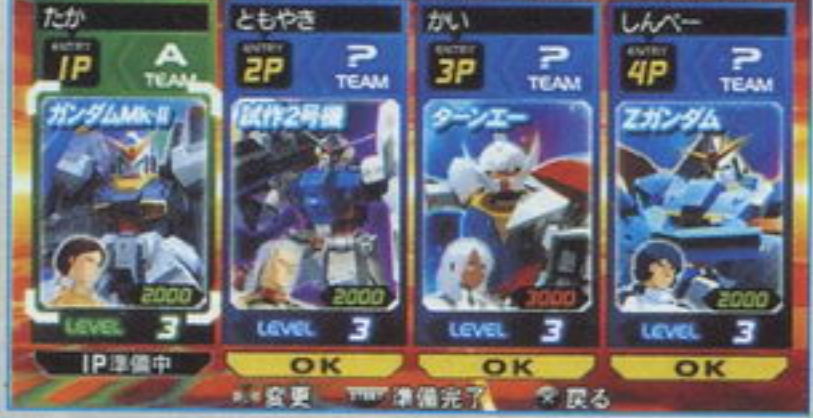 たか
ENTRY
1P
A
TEAM
ガンダムMk-II
2000
LEVEL 3
1P準備中
ともやき
ENTRY
2P
?
TEAM
試作2号機
2000
LEVEL 3
OK
かい
ENTRY
3P
?
TEAM
ターンエー
3000
LEVEL 3
OK
しんべー
ENTRY
4P
?
TEAM
Zガンダム
2000
LEVEL 3
OK
変更
START 準備完了
戻る